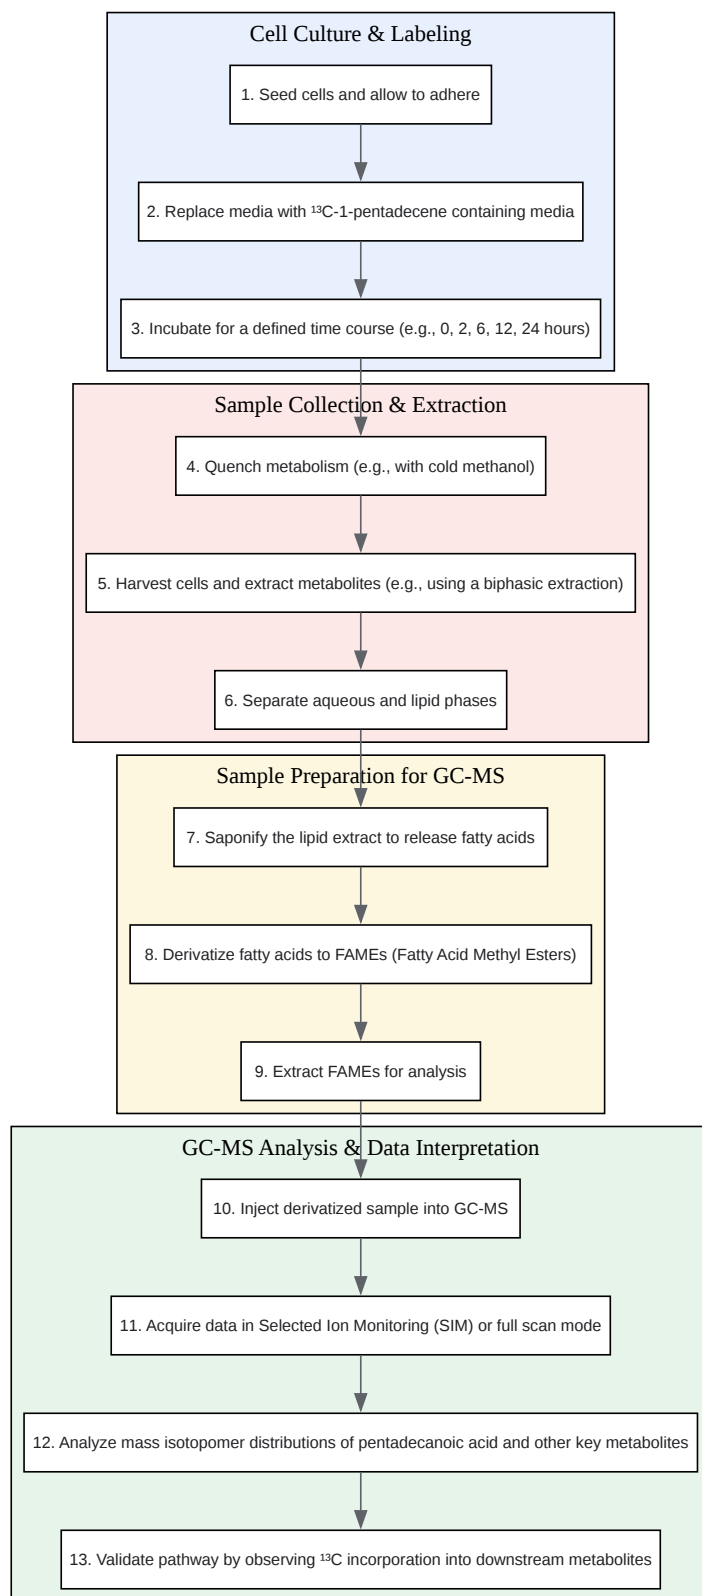 Cell Culture & Labeling
1. Seed cells and allow to adhere
2. Replace media with ¹³C-1-pentadecene containing media
3. Incubate for a defined time course (e.g., 0, 2, 6, 12, 24 hours)
Sample Collection & Extraction
4. Quench metabolism (e.g., with cold methanol)
5. Harvest cells and extract metabolites (e.g., using a biphasic extraction)
6. Separate aqueous and lipid phases
Sample Preparation for GC-MS
7. Saponify the lipid extract to release fatty acids
8. Derivatize fatty acids to FAMEs (Fatty Acid Methyl Esters)
9. Extract FAMEs for analysis
GC-MS Analysis & Data Interpretation
10. Inject derivatized sample into GC-MS
11. Acquire data in Selected Ion Monitoring (SIM) or full scan mode
12. Analyze mass isotopomer distributions of pentadecanoic acid and other key metabolites
13. Validate pathway by observing ¹³C incorporation into downstream metabolites